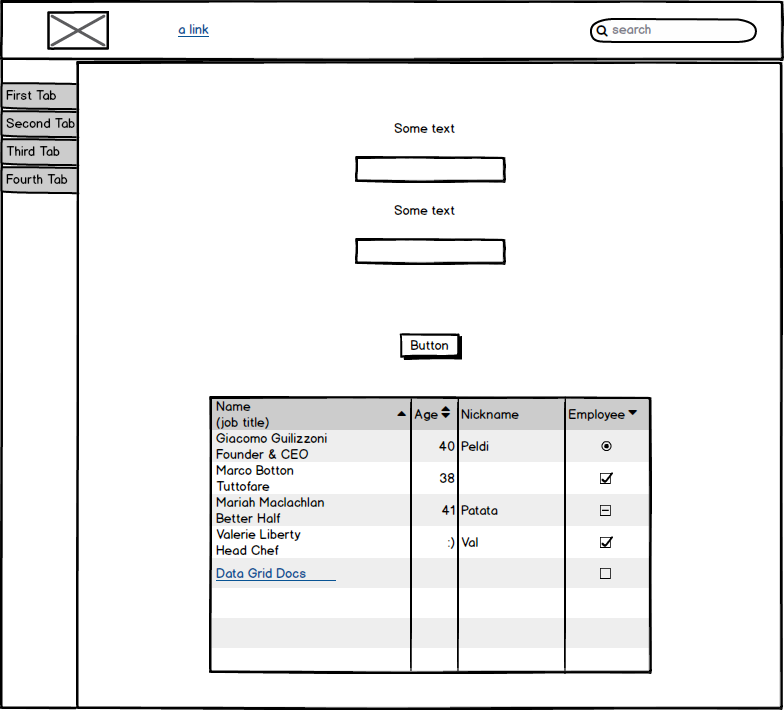 a link
search
First Tab
Second Tab
Third Tab
Fourth Tab
Some text
Some text
Button
Name
(job title)
Age
Nickname
Employee
Giacomo Guilizzoni
Founder & CEO
40
Peldi
Marco Botton
Tuttofare
38
Mariah Maclachlan
Better Half
41
Patata
Valerie Liberty
Head Chef
:)
Val
Data Grid Docs